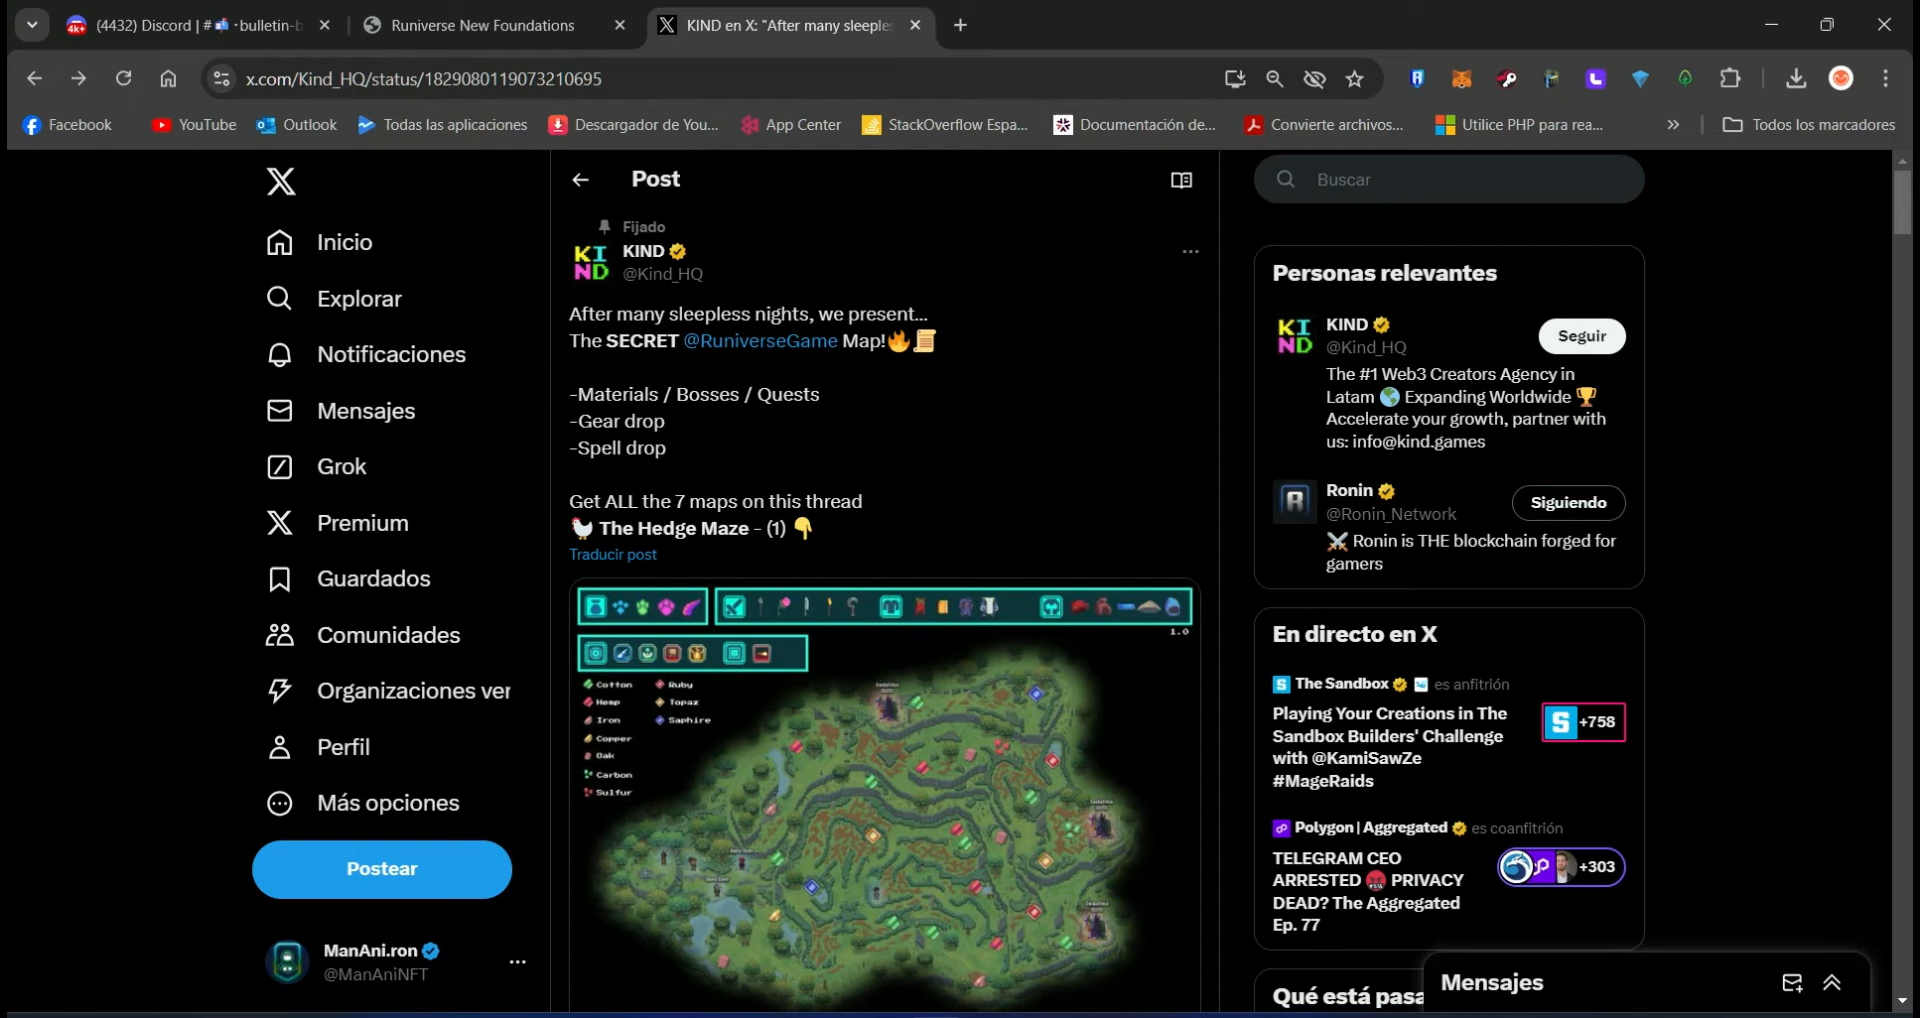 (4432) Discord | # -bulletin-b
Runiverse New Foundations
KIND en X: "After many sleeples
x.com/Kind_HQ/status/1829080119073210695
Facebook
YouTube
Outlook
Todas las aplicaciones
Descargador de You...
App Center
StackOverflow Espa...
Documentación de...
Convierte archivos...
Utilice PHP para rea...
Todos los marcadores
Inicio
Explorar
Notificaciones
Mensajes
Grok
Premium
Guardados
Comunidades
Organizaciones ver
Perfil
Más opciones
Postear
ManAni.ron
@ManAniNFT
Post
Fijado
KIND
KIND
@Kind_HQ
After many sleepless nights, we present...
The SECRET @RuniverseGame Map!🔥📜
-Materials / Bosses / Quests
-Gear drop
-Spell drop
Get ALL the 7 maps on this thread
🐓 The Hedge Maze - (1) 👇
Traducir post
1.0
Cotton
Hemp
Iron
Copper
Oak
Carbon
Sulfur
Ruby
Topaz
Saphire
Buscar
Personas relevantes
KIND
KIND
@Kind_HQ
Seguir
The #1 Web3 Creators Agency in
Latam 🌎 Expanding Worldwide 🏆
Accelerate your growth, partner with
us: info@kind.games
Ronin
@Ronin_Network
Siguiendo
⚔️ Ronin is THE blockchain forged for
gamers
En directo en X
The Sandbox es anfitrión
Playing Your Creations in The
Sandbox Builders' Challenge
with @KamiSawZe
#MageRaids
+758
Polygon | Aggregated es coanfitrión
TELEGRAM CEO
ARRESTED 🤬 PRIVACY
DEAD? The Aggregated
Ep. 77
+303
Qué está pasa
Mensajes